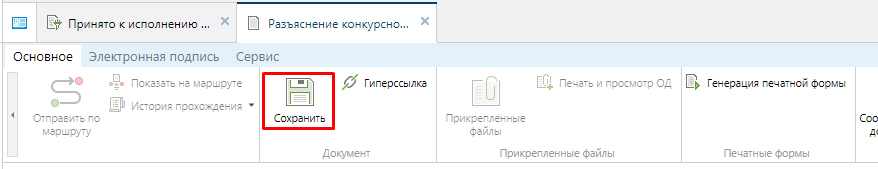 Принято к исполнению ...
Разъяснение конкурсно...
Основное
Электронная подпись
Сервис
Отправить по
маршруту
Показать на маршруте
История прохождения
Сохранить
Гиперссылка
Документ
Прикрепленные
файлы
Печать и просмотр ОД
Прикрепленные файлы
Генерация печатной формы
Печатные формы